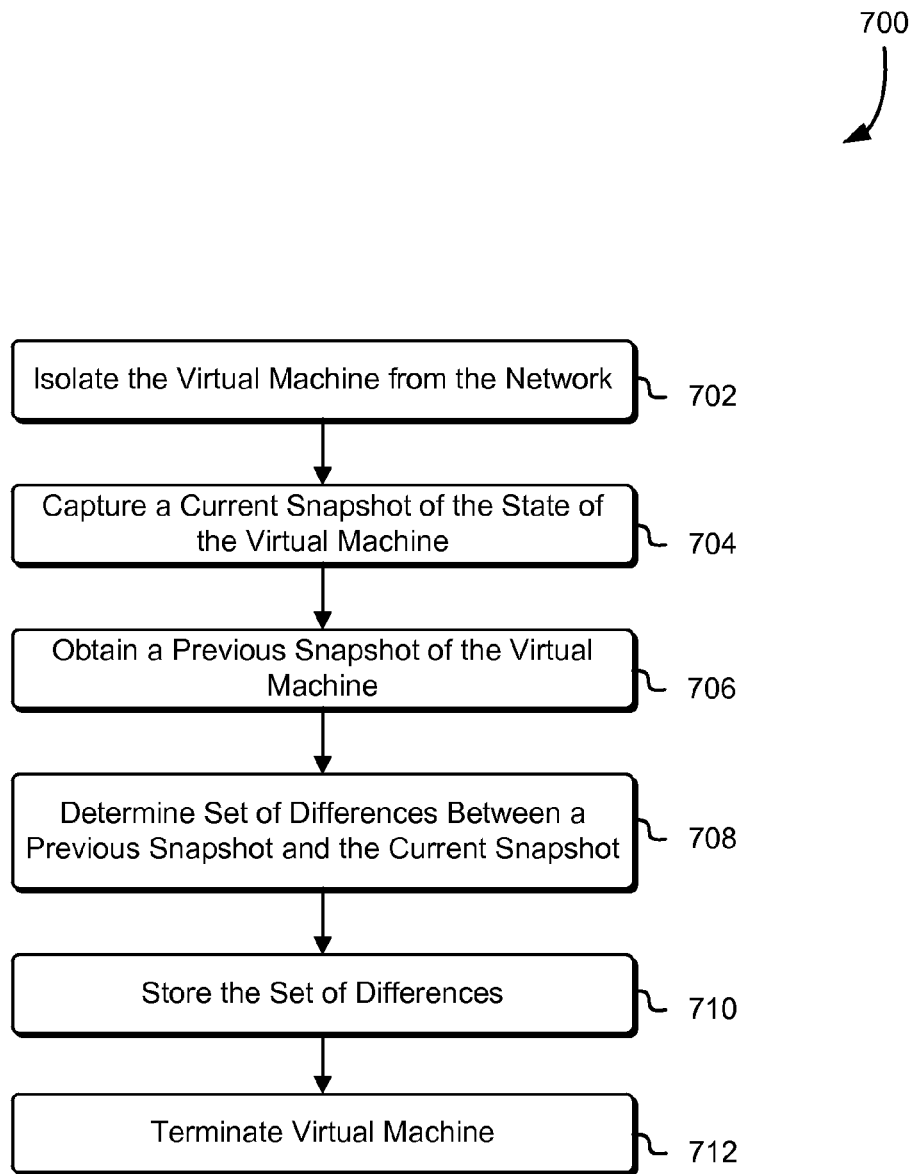 700
Isolate the Virtual Machine from the Network
702
Capture a Current Snapshot of the State of
the Virtual Machine
704
Obtain a Previous Snapshot of the Virtual
Machine
706
Determine Set of Differences Between a
Previous Snapshot and the Current Snapshot
708
Store the Set of Differences
710
Terminate Virtual Machine
712